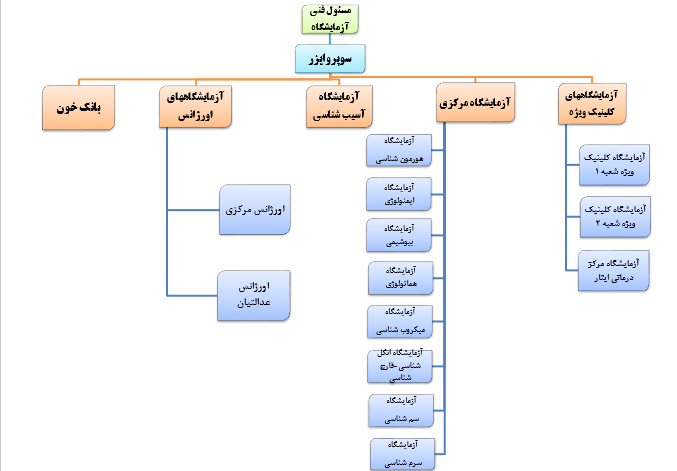 مسئول فنی
آزمایشگاه
سوپروایزر
آزمایشگاههای
کلینیک ویژه
آزمایشگاه مرکزی
آزمایشگاه
آسیب شناسی
آزمایشگاههای
اورژانس
بانک خون
آزمایشگاه کلینیک
ویژه شعبه ۱
آزمایشگاه کلینیک
ویژه شعبه ۲
آزمایشگاه مرکز
درمانی ایثار
آزمایشگاه
هورمون شناسی
آزمایشگاه
ایمنولوژی
آزمایشگاه
بیوشیمی
آزمایشگاه
هماتولوژی
آزمایشگاه
میکروب شناسی
آزمایشگاه انگل
شناسی-قارچ
شناسی
آزمایشگاه
سم شناسی
آزمایشگاه
سرم شناسی
اورژانس مرکزی
اورژانس
عدالتیان